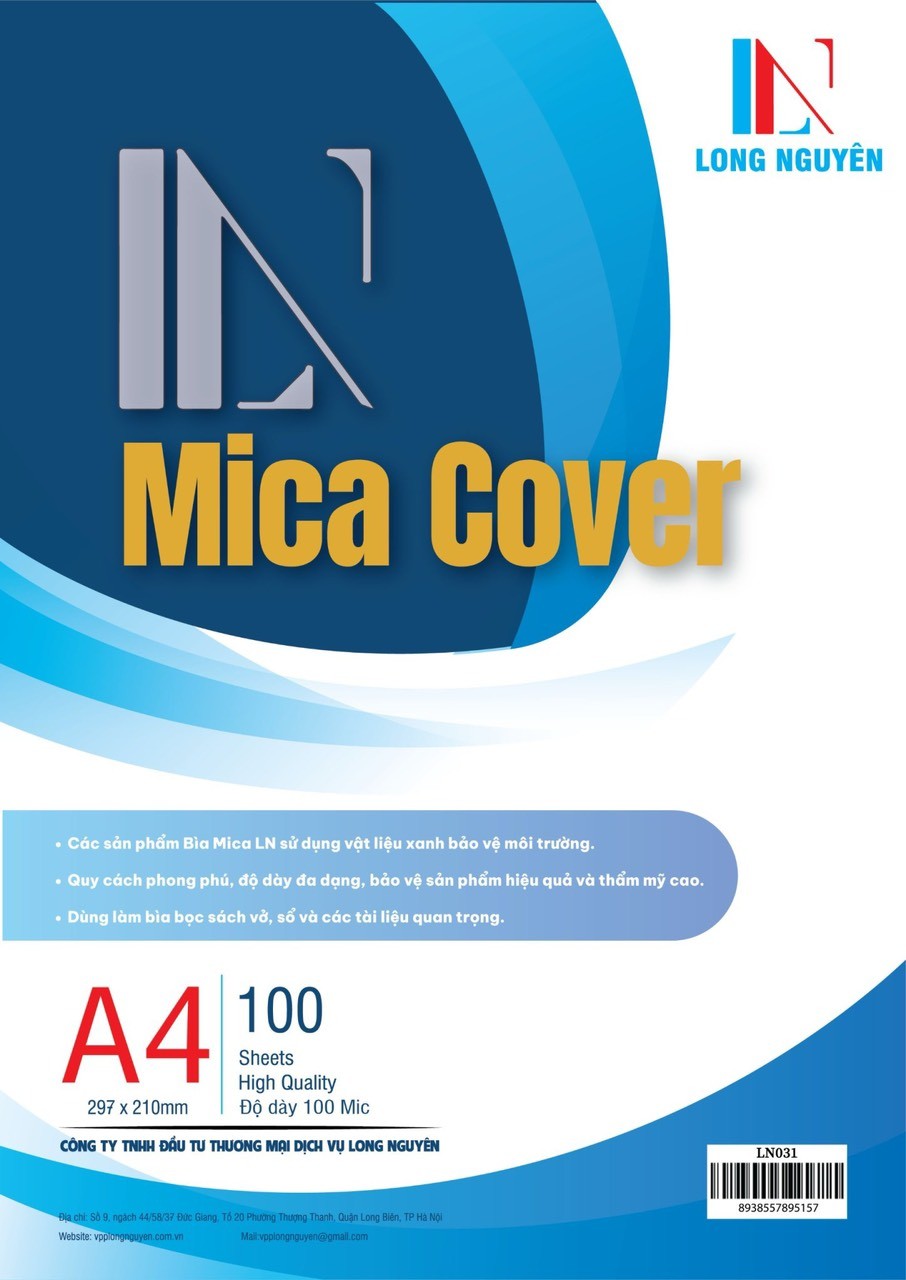 LN
LONG NGUYÊN
LN
Mica Cover
• Các sản phẩm Bìa Mica LN sử dụng vật liệu xanh bảo vệ môi trường.
• Quy cách phong phú, độ dày đa dạng, bảo vệ sản phẩm hiệu quả và thẩm mỹ cao.
• Dùng làm bìa bọc sách vở, sổ và các tài liệu quan trọng.
A4
297 x 210mm
100
Sheets
High Quality
Độ dày 100 Mic
CÔNG TY TNHH ĐẦU TƯ THƯƠNG MẠI DỊCH VỤ LONG NGUYÊN
Địa chỉ: Số 9, ngách 44/58/37 Đức Giang, Tổ 20 Phường Thượng Thanh, Quận Long Biên, TP Hà Nội
Website: vpplongnguyen.com.vn Mail:vpplongnguyen@gmail.com
LN031
8938557895157